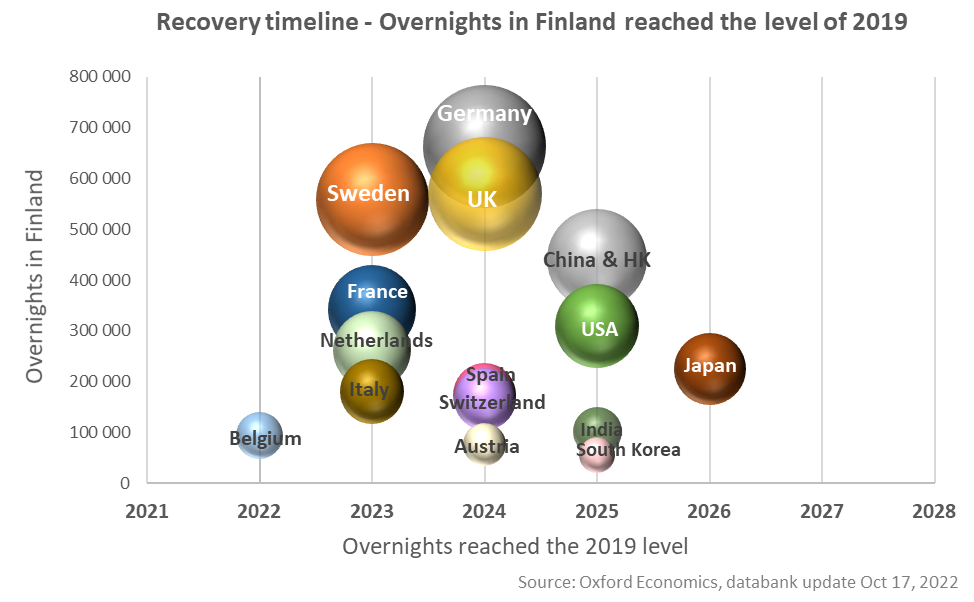 Recovery timeline - Overnights in Finland reached the level of 2019
800 000
700 000
600 000
500 000
400 000
300 000
200 000
100 000
0
Overnights in Finland
Germany
Sweden
UK
China & HK
France
USA
Netherlands
Japan
Spain
Italy
Switzerland
India
Belgium
Austria
South Korea
2021 2022 2023 2024 2025 2026 2027 2028
Overnights reached the 2019 level
Source: Oxford Economics, databank update Oct 17, 2022